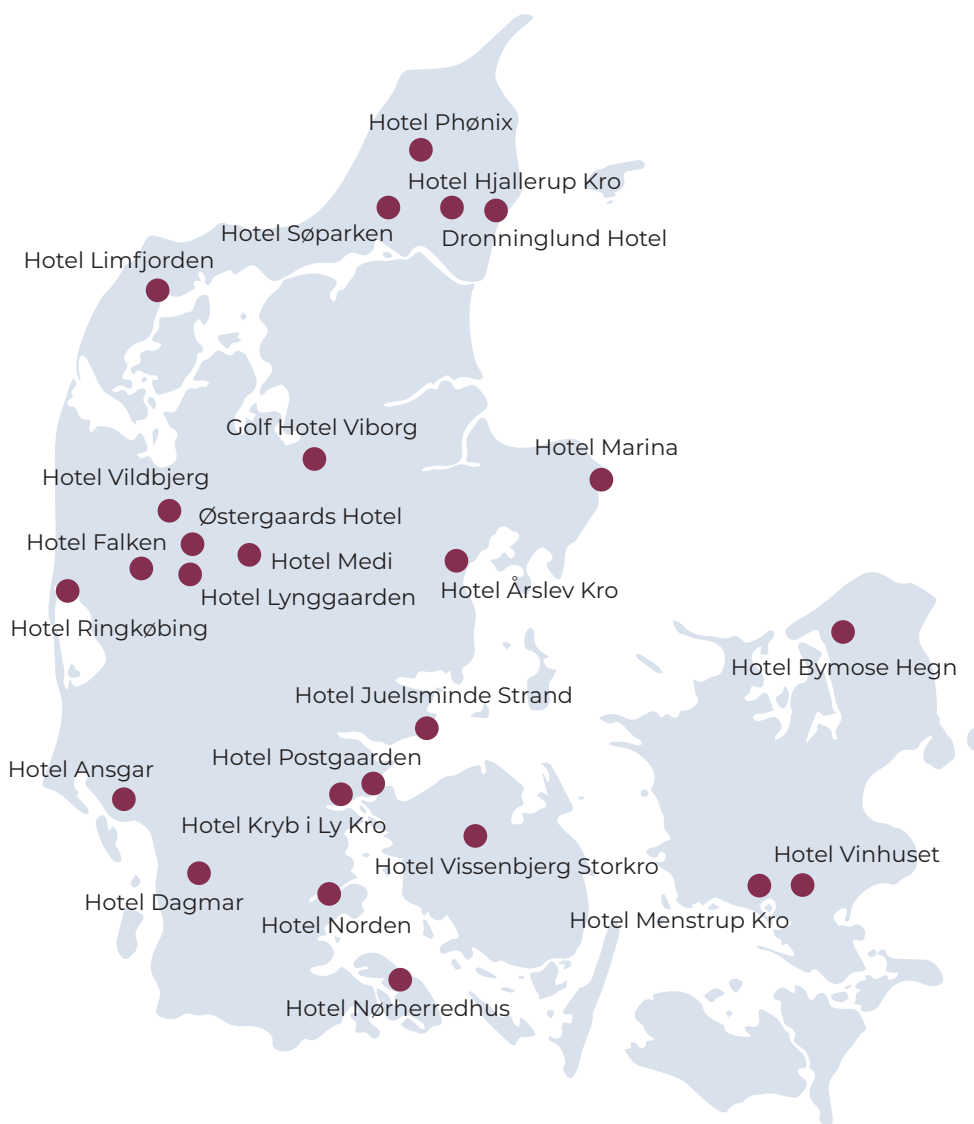 Hotel Phønix
Hotel Hjallerup Kro
Hotel Søparken
Dronninglund Hotel
Hotel Limfjorden
Golf Hotel Viborg
Hotel Marina
Hotel Vildbjerg
Østergaards Hotel
Hotel Falken
Hotel Medi
Hotel Årslev Kro
Hotel Lynggaarden
Hotel Ringkøbing
Hotel Bymose Hegn
Hotel Juelsminde Strand
Hotel Postgaarden
Hotel Ansgar
Hotel Kryb i Ly Kro
Hotel Vinhuset
Hotel Vissenbjerg Storkro
Hotel Dagmar
Hotel Menstrup Kro
Hotel Norden
Hotel Nørherredhus